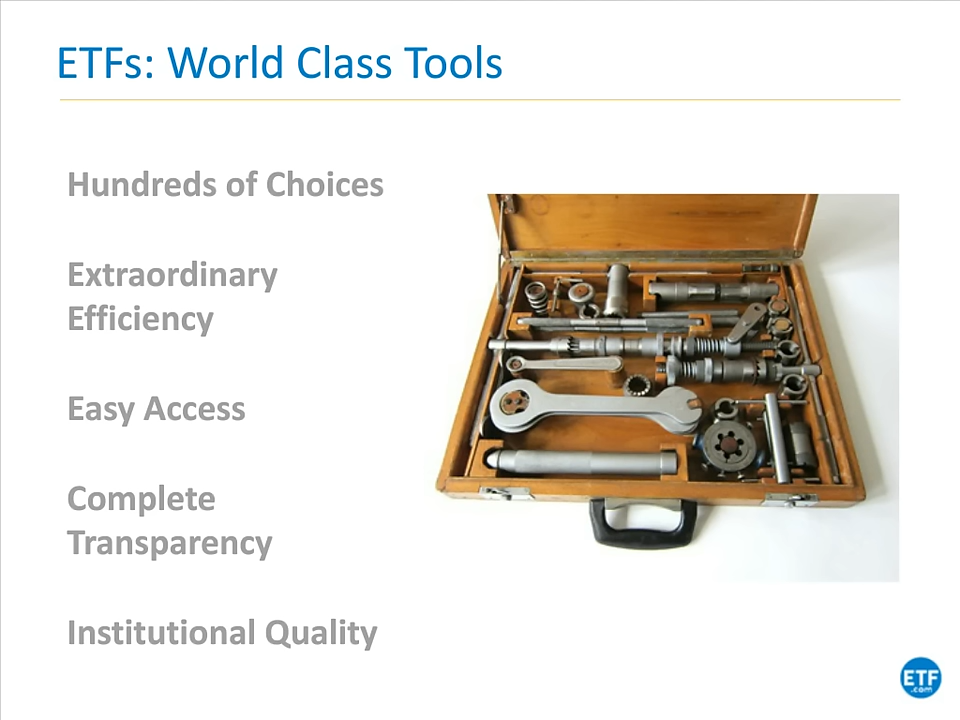 ETFs: World Class Tools
Hundreds of Choices
Extraordinary
Efficiency
Easy Access
Complete
Transparency
Institutional Quality
ETF
.com